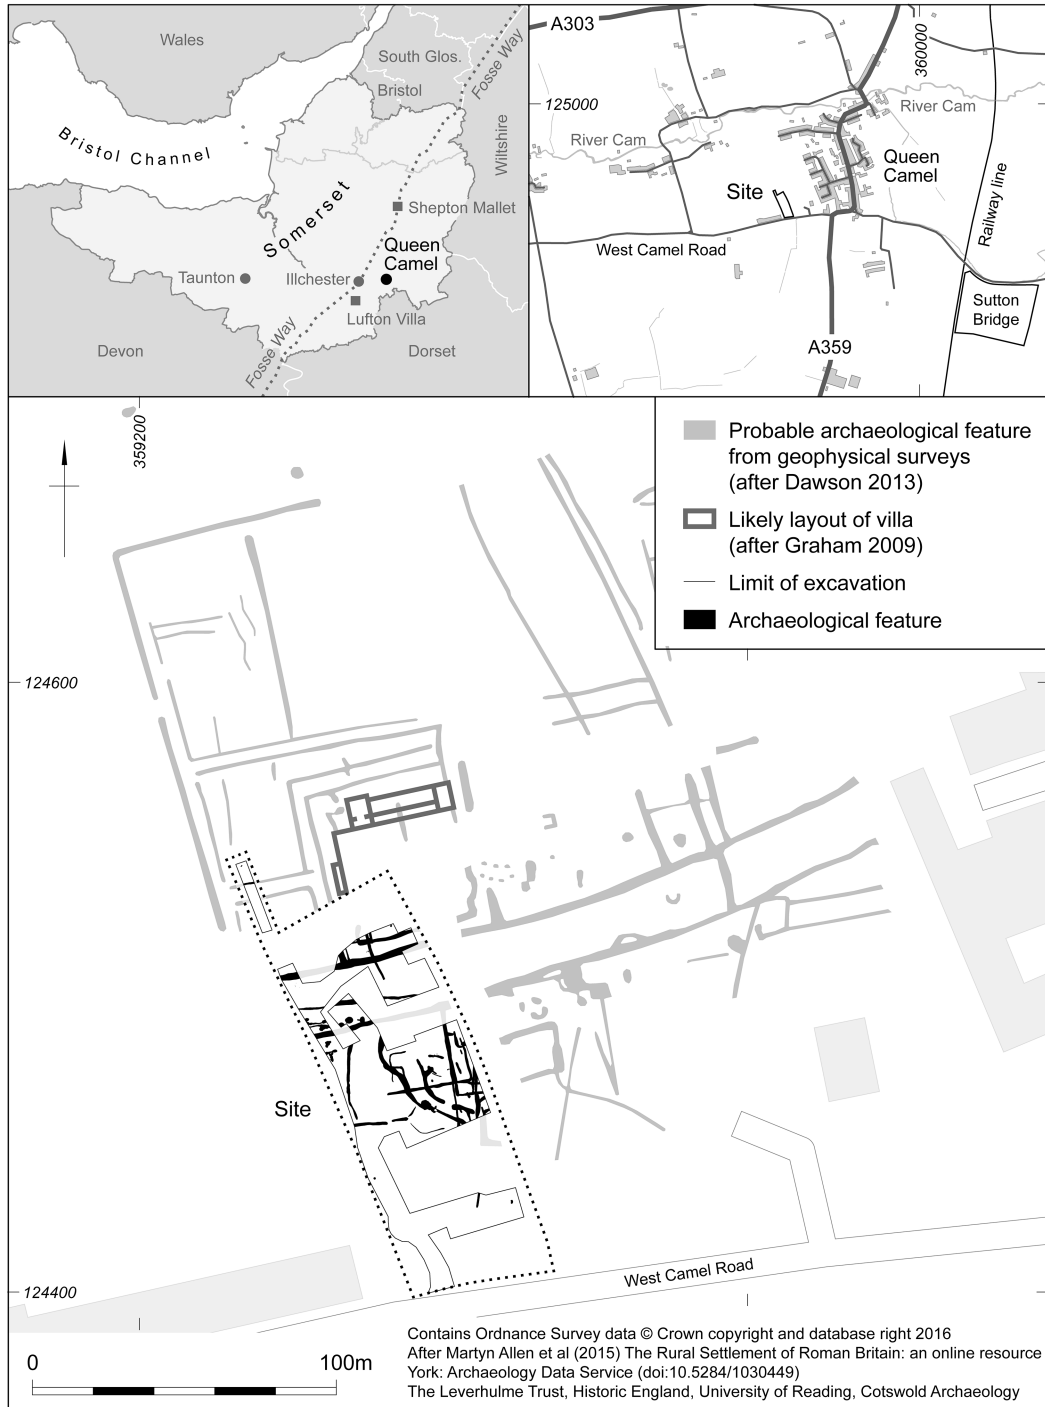 Wales
South Glos.
Bristol
Fosse Way
Wiltshire
Bristol Channel
Somerset
Shepton Mallet
Queen
Camel
Taunton
Illchester
Lufton Villa
Fosse Way
Devon
Dorset
A303
360000
125000
River Cam
River Cam
Queen
Camel
Site
Railway line
West Camel Road
Sutton
Bridge
A359
359200
Probable archaeological feature
from geophysical surveys
(after Dawson 2013)
Likely layout of villa
(after Graham 2009)
Limit of excavation
Archaeological feature
124600
Site
124400
West Camel Road
0
100m
Contains Ordnance Survey data © Crown copyright and database right 2016
After Martyn Allen et al (2015) The Rural Settlement of Roman Britain: an online resource
York: Archaeology Data Service (doi:10.5284/1030449)
The Leverhulme Trust, Historic England, University of Reading, Cotswold Archaeology